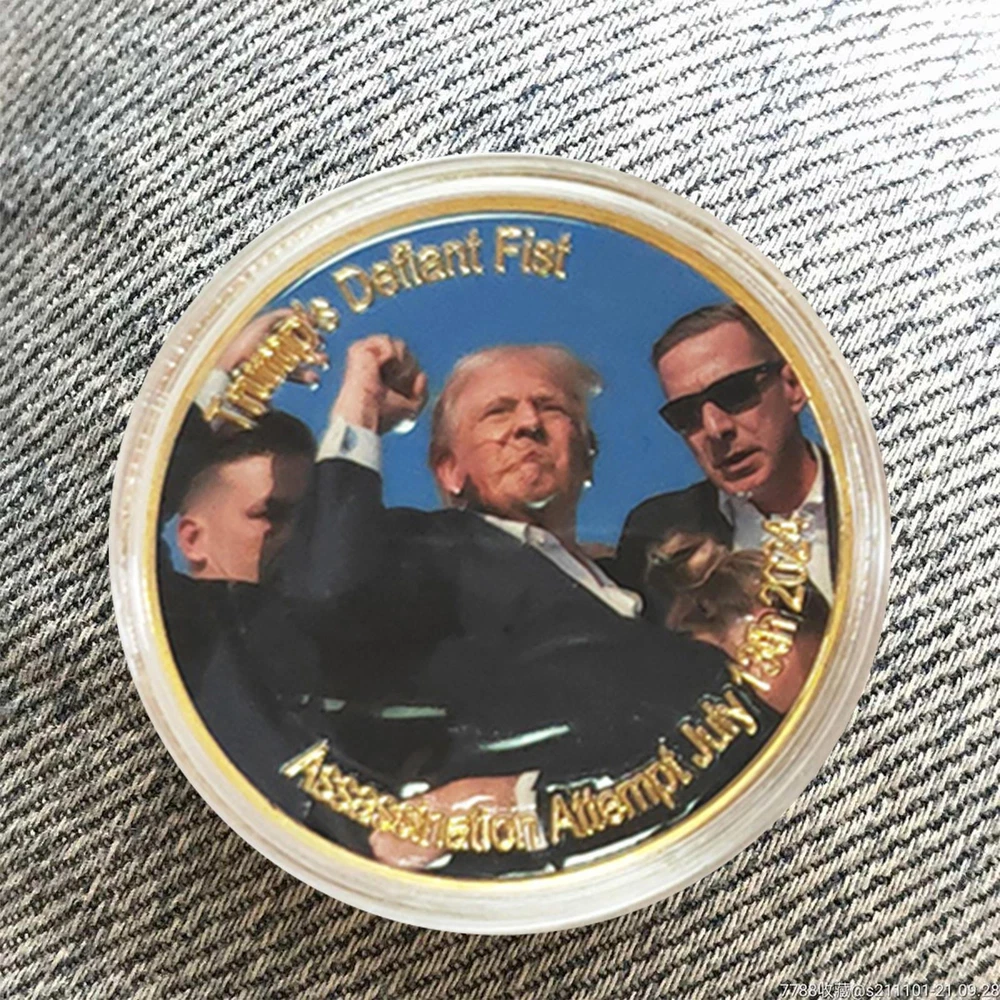 Trump's Defiant Fist
Assassination Attempt July 13th 2024
7788收藏@s211101-21.09.28